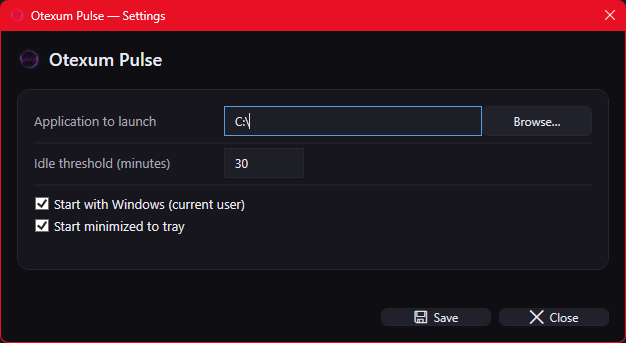 Otexum Pulse — Settings
Otexum Pulse
Application to launch C:\ Browse...
Idle threshold (minutes) 30
Start with Windows (current user)
Start minimized to tray
Save Close